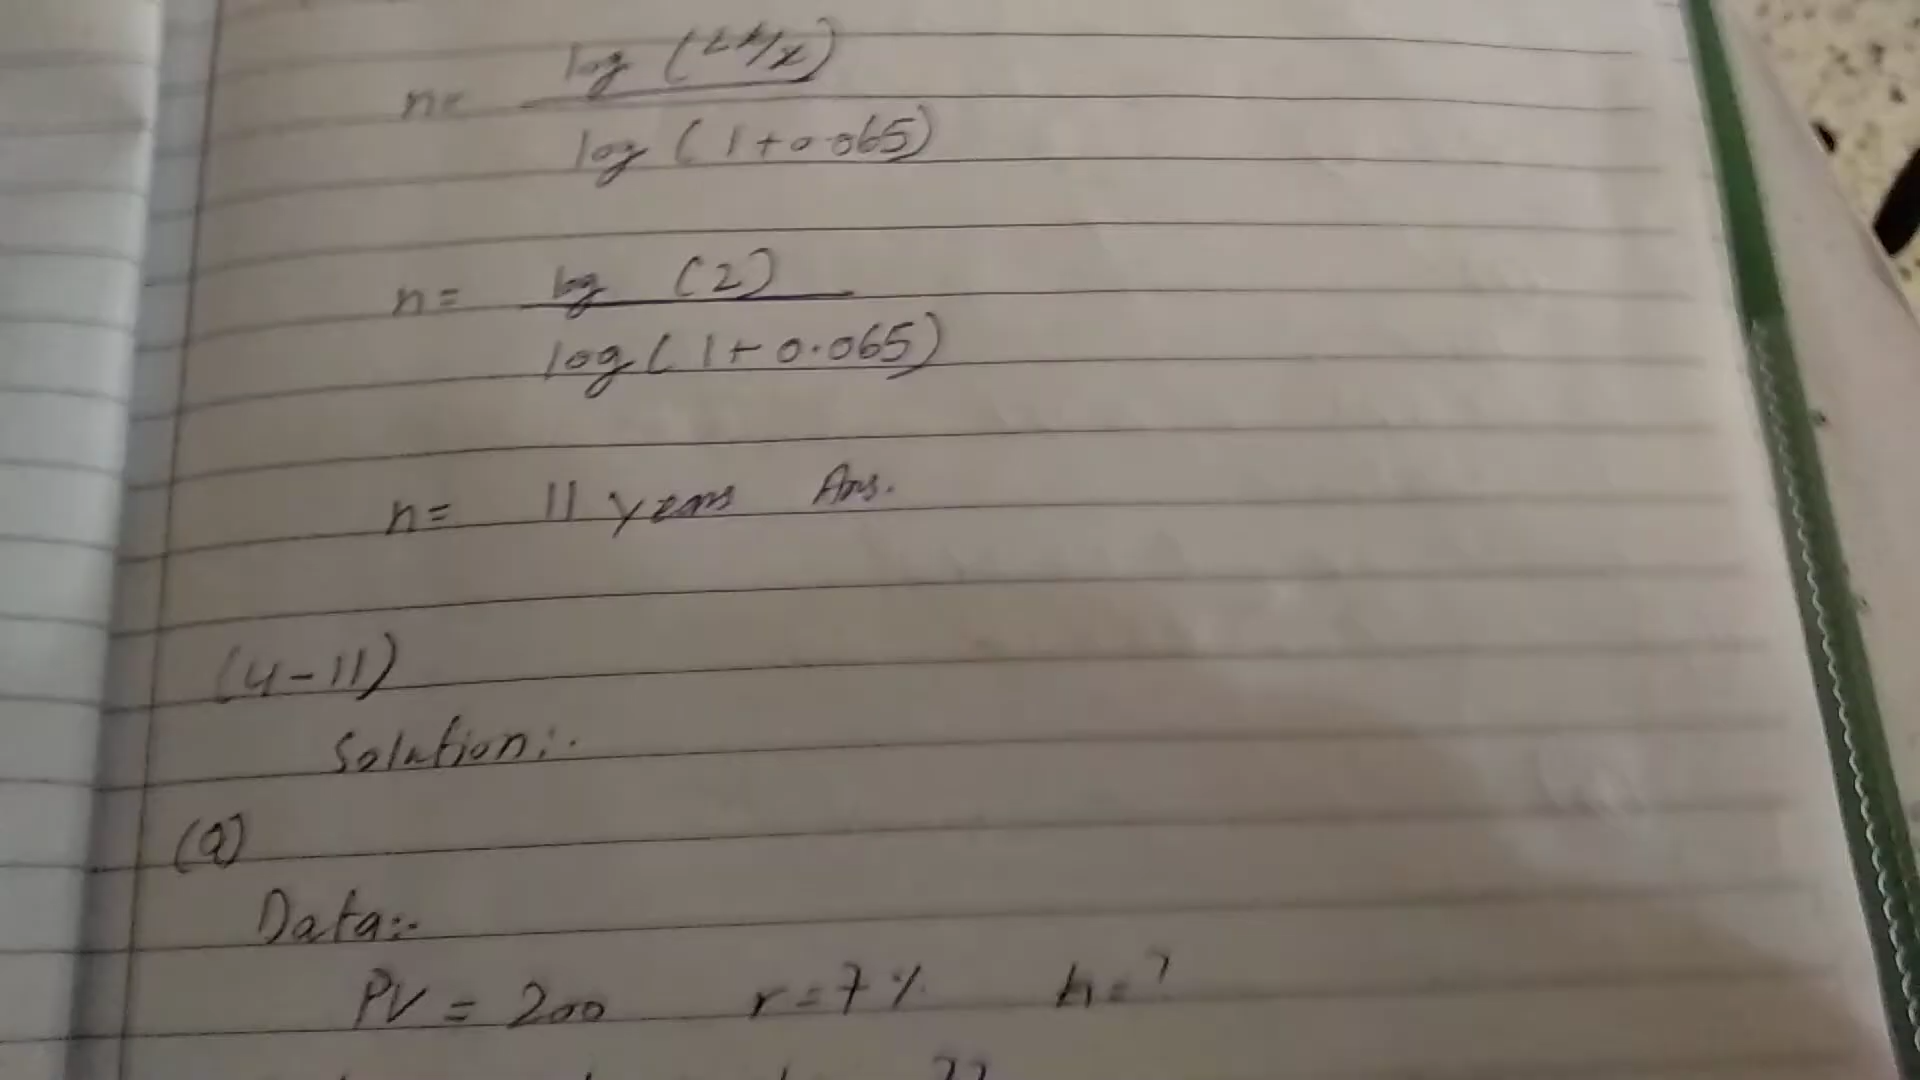 n= log (2x/x)
log (1+0.065)
n= log (2)
log (1+0.065)
n= 11 years Ans.
(4-11)
Solution:.
(a)
Data:-
PV = 200 r=7% n=?